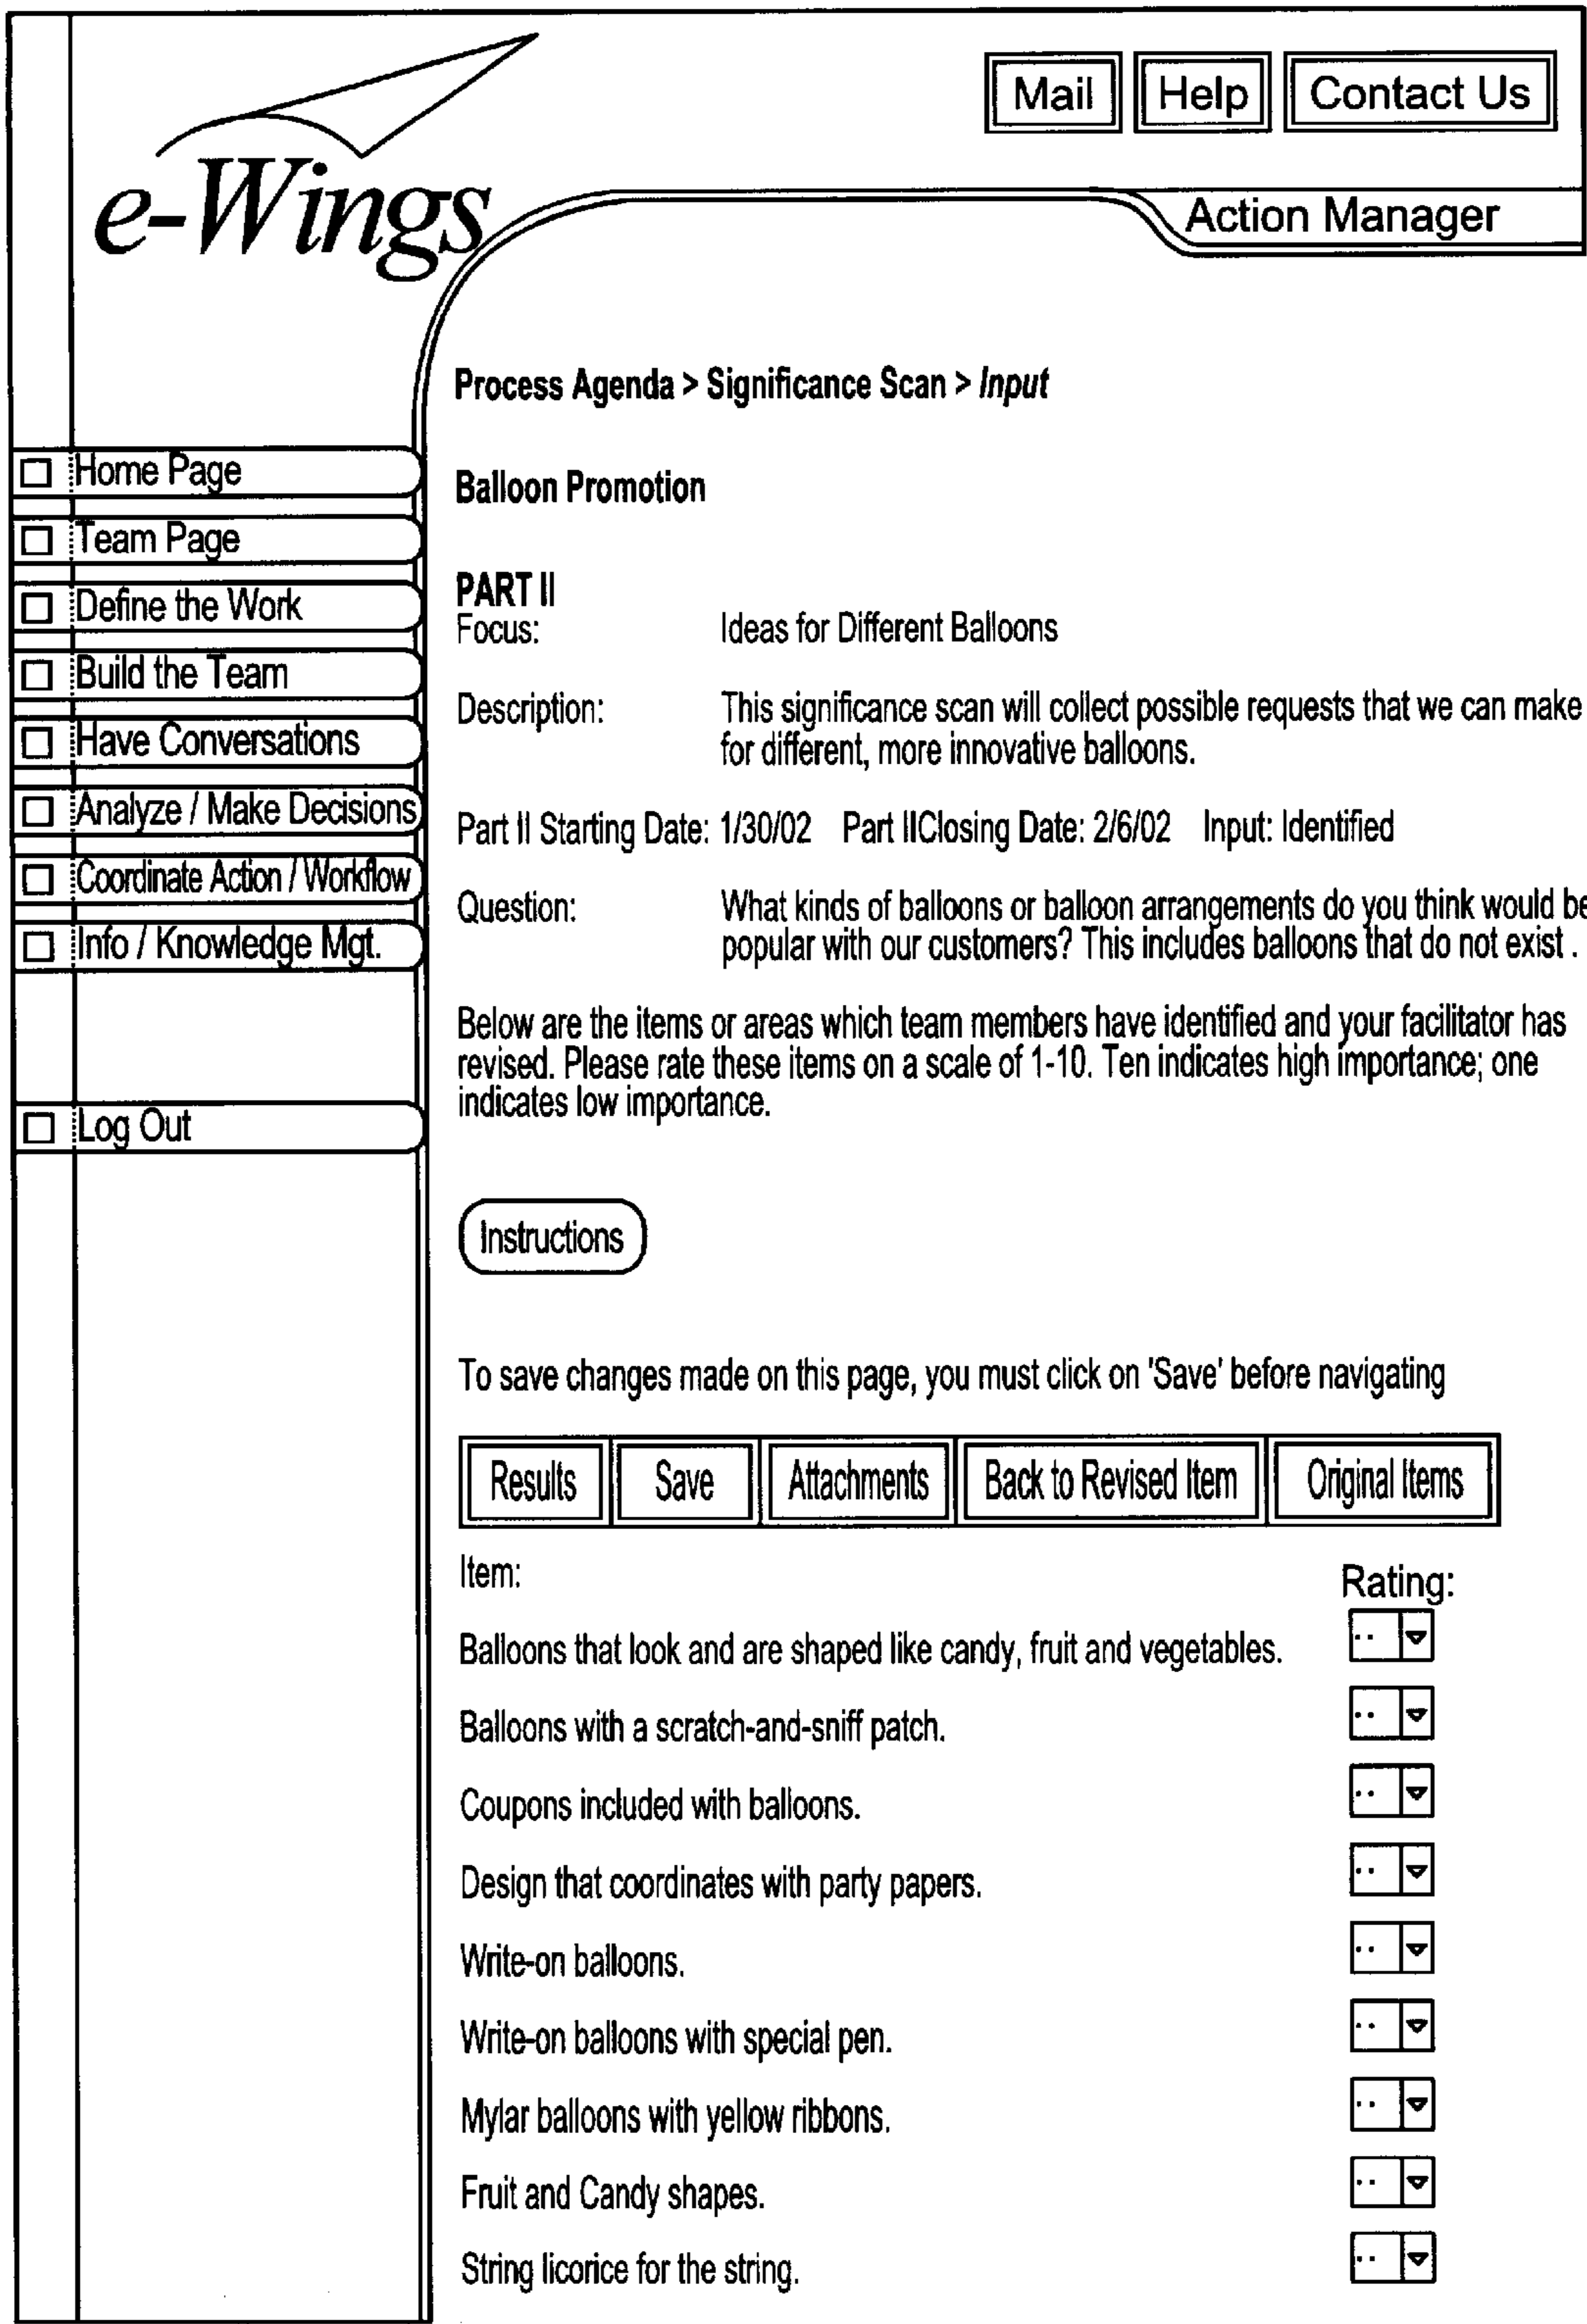 Mail Help Contact Us
e-Wings
Action Manager
Process Agenda > Significance Scan > Input
Home Page
Team Page
Define the Work
Build the Team
Have Conversations
Analyze / Make Decisions
Coordinate Action / Workflow
Info / Knowledge Mgt.
Log Out
Balloon Promotion
PART II
Focus: Ideas for Different Balloons
Description: This significance scan will collect possible requests that we can make
for different, more innovative balloons.
Part II Starting Date: 1/30/02 Part IIClosing Date: 2/6/02 Input: Identified
Question: What kinds of balloons or balloon arrangements do you think would be
popular with our customers? This includes balloons that do not exist .
Below are the items or areas which team members have identified and your facilitator has
revised. Please rate these items on a scale of 1-10. Ten indicates high importance; one
indicates low importance.
Instructions
To save changes made on this page, you must click on 'Save' before navigating
Results Save Attachments Back to Revised Item Original Items
Item: Rating:
Balloons that look and are shaped like candy, fruit and vegetables. ..
Balloons with a scratch-and-sniff patch. ..
Coupons included with balloons. ..
Design that coordinates with party papers. ..
Write-on balloons. ..
Write-on balloons with special pen. ..
Mylar balloons with yellow ribbons. ..
Fruit and Candy shapes. ..
String licorice for the string. ..